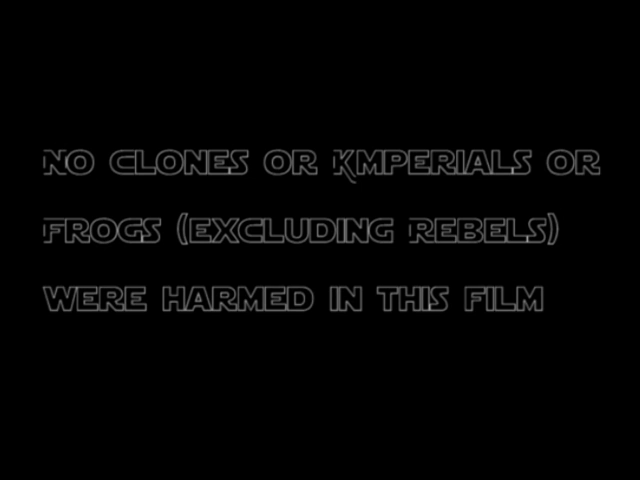 NO CLONES OR KMPERIALS OR
FROGS (EXCLUDING REBELS)
WERE HARMED IN THIS FILM